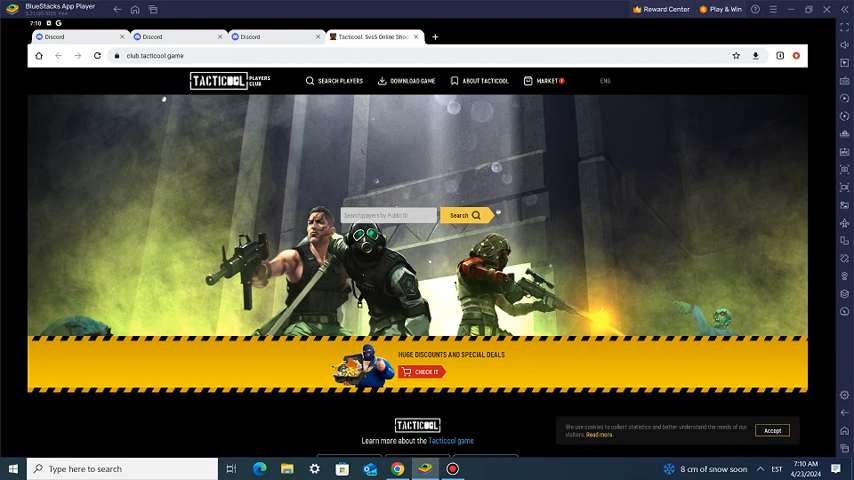 BlueStacks App Player
Reward Center
Play & Win
7:10
G
Discord
Discord
Discord
Tacticool: 5vs5 Online Shoo
club.tacticool.game
TACTICOOL PLAYERS CLUB
SEARCH PLAYERS
DOWNLOAD GAME
ABOUT TACTICOOL
MARKET
ENG
Search players by Public ID
Search
HUGE DISCOUNTS AND SPECIAL DEALS
CHECK IT
TACTICOOL
Learn more about the Tacticool game
We use cookies to collect statistics and better understand the needs of our
visitors. Read more.
Accept
Type here to search
8 cm of snow soon
EST
7:10 AM
4/23/2024